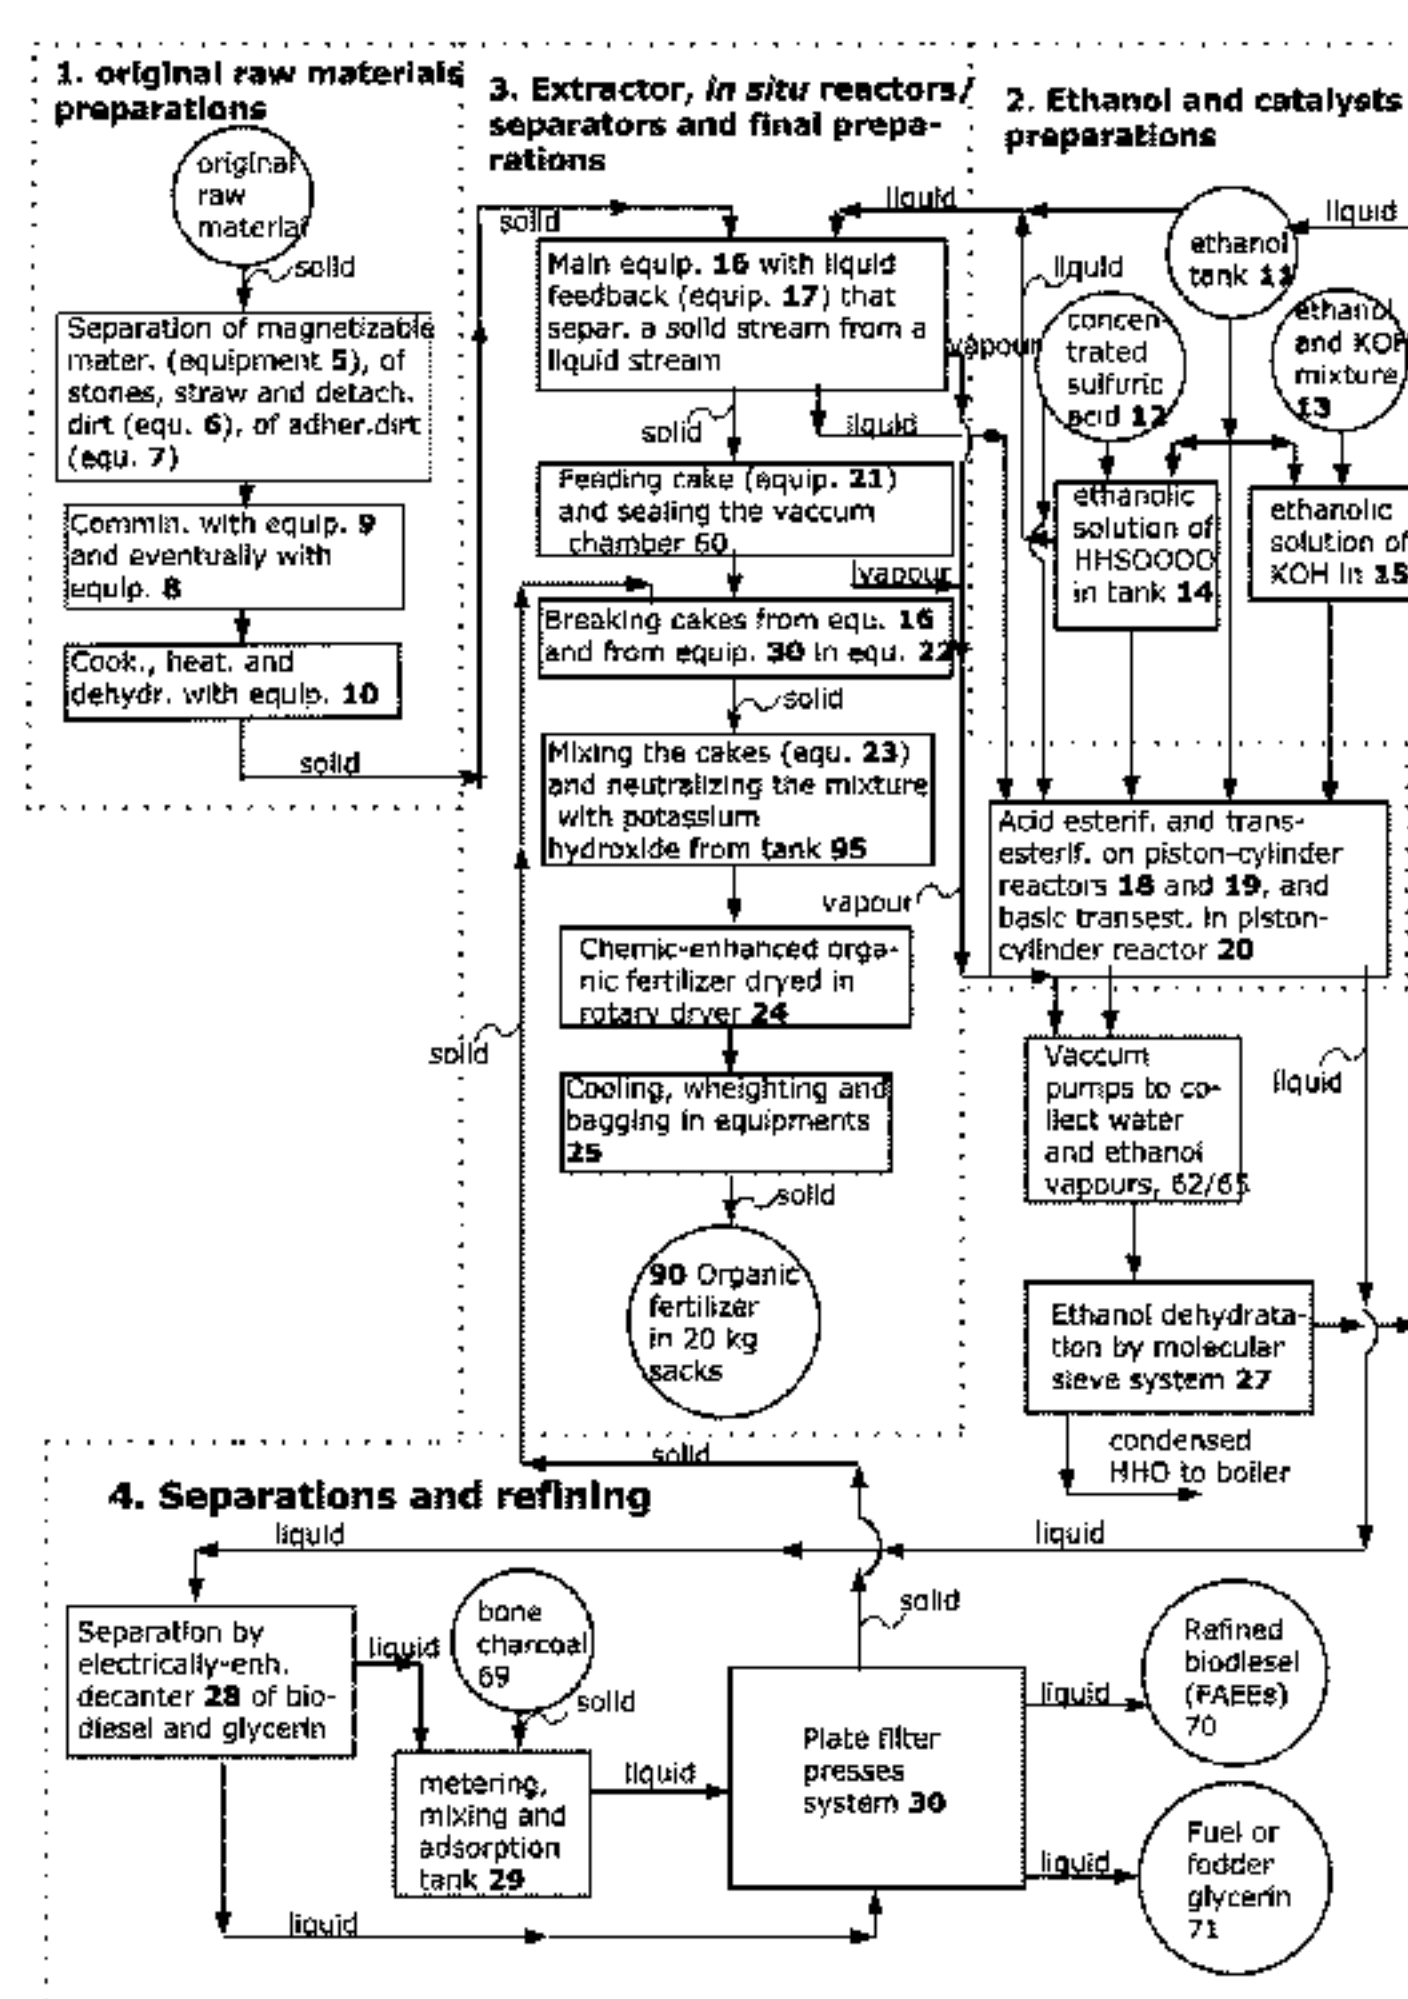 1. original raw materials
preparations
original
raw
material
solid
Separation of magnetizable
mater. (equipment 5), of
stones, straw and detach.
dirt (equ. 6), of adher.dirt
(equ. 7)
Commin. with equip. 9
and eventually with
equip. 8
Cook., heat. and
dehydr. with equip. 10
solid
3. Extractor, in situ reactors/
separators and final prepa-
rations
solid
liquid
Main equip. 16 with liquid
feedback (equip. 17) that
separ. a solid stream from a
liquid stream
vapour
solid
liquid
Feeding cake (equip. 21)
and sealing the vaccum
chamber 60
vapour
Breaking cakes from equ. 16
and from equip. 30 in equ. 22
solid
Mixing the cakes (equ. 23)
and neutralizing the mixture
with potassium
hydroxide from tank 95
vapour
Chemic-enhanced orga-
nic fertilizer dryed in
rotary dryer 24
solid
Cooling, wheighting and
bagging in equipments
25
solid
90 Organic
fertilizer
in 20 kg
sacks
solid
2. Ethanol and catalysts
preparations
liquid
ethanol
tank 11
liquid
concen-
trated
sulfuric
acid 12
ethanol
and KOH
mixture
13
ethanolic
solution of
HHSOOOO
in tank 14
ethanolic
solution of
KOH in 15
Acid esterif. and trans-
esterif. on piston-cylinder
reactors 18 and 19, and
basic transest. in piston-
cylinder reactor 20
Vaccum
pumps to co-
llect water
and ethanol
vapours, 62/65
liquid
Ethanol dehydrata-
tion by molecular
sieve system 27
condensed
HHO to boiler
4. Separations and refining
liquid
liquid
Separation by
electrically-enh.
decanter 28 of bio-
diesel and glycerin
liquid
bone
charcoal
69
solid
metering,
mixing and
adsorption
tank 29
liquid
liquid
solid
Plate filter
presses
system 30
liquid
Refined
biodiesel
(FAEEs)
70
liquid
Fuel or
fodder
glycerin
71